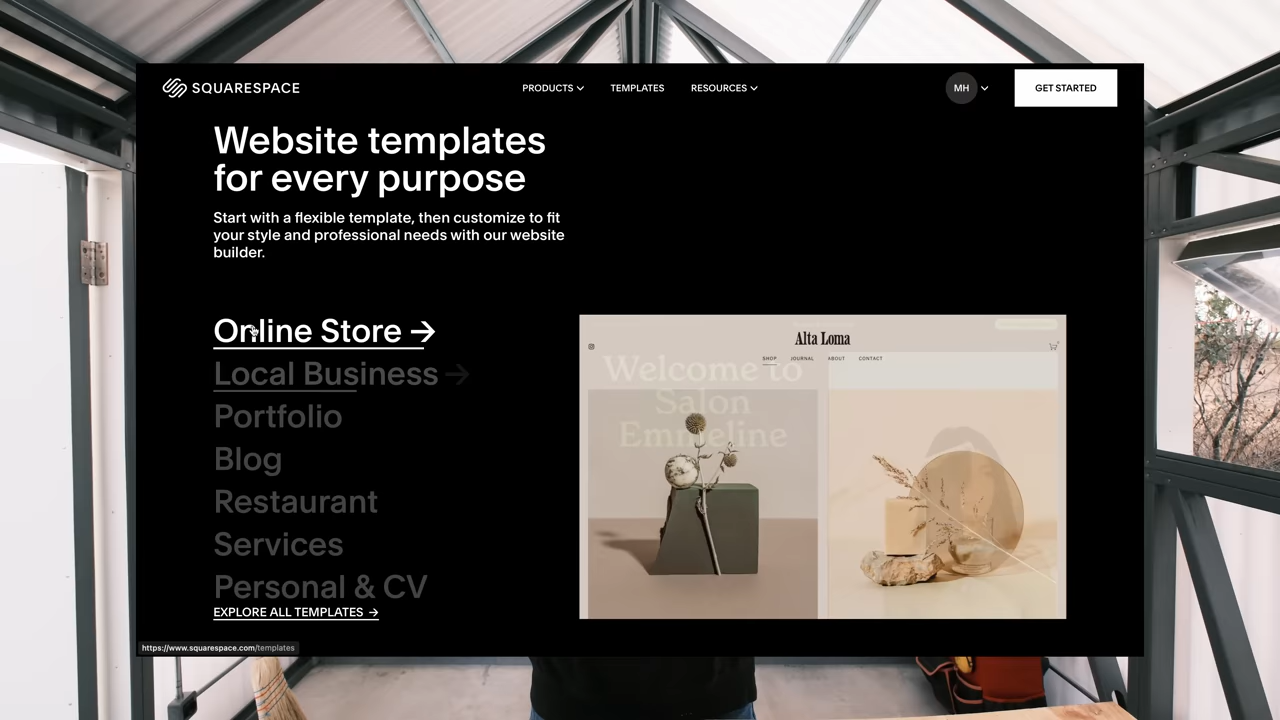 SQUARESPACE
PRODUCTS
TEMPLATES
RESOURCES
MH
GET STARTED
Website templates
for every purpose
Start with a flexible template, then customize to fit
your style and professional needs with our website
builder.
Online Store →
Local Business →
Portfolio
Blog
Restaurant
Services
Personal & CV
EXPLORE ALL TEMPLATES →
Alta Loma
SHOP
JOURNAL
ABOUT
CONTACT
Welcome to
Salon
Emmeline
https://www.squarespace.com/templates